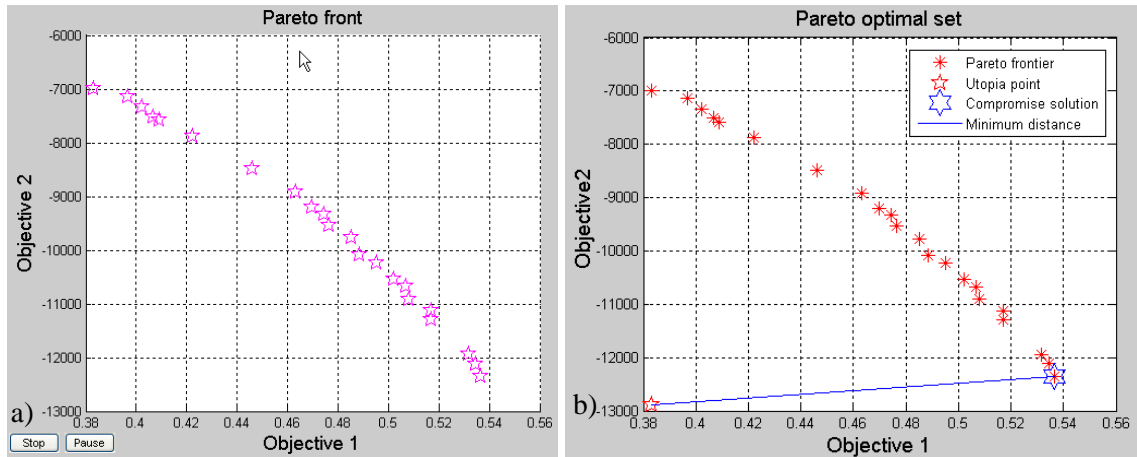 Pareto front
-6000
-7000
-8000
-9000
-10000
-11000
-12000
-13000
Objective 2
0.38 0.4 0.42 0.44 0.46 0.48 0.5 0.52 0.54 0.56
Objective 1
a)
Stop Pause
Pareto optimal set
-6000
-7000
-8000
-9000
-10000
-11000
-12000
-13000
Objective2
Pareto frontier
Utopia point
Compromise solution
Minimum distance
0.38 0.4 0.42 0.44 0.46 0.48 0.5 0.52 0.54 0.56
Objective 1
b)